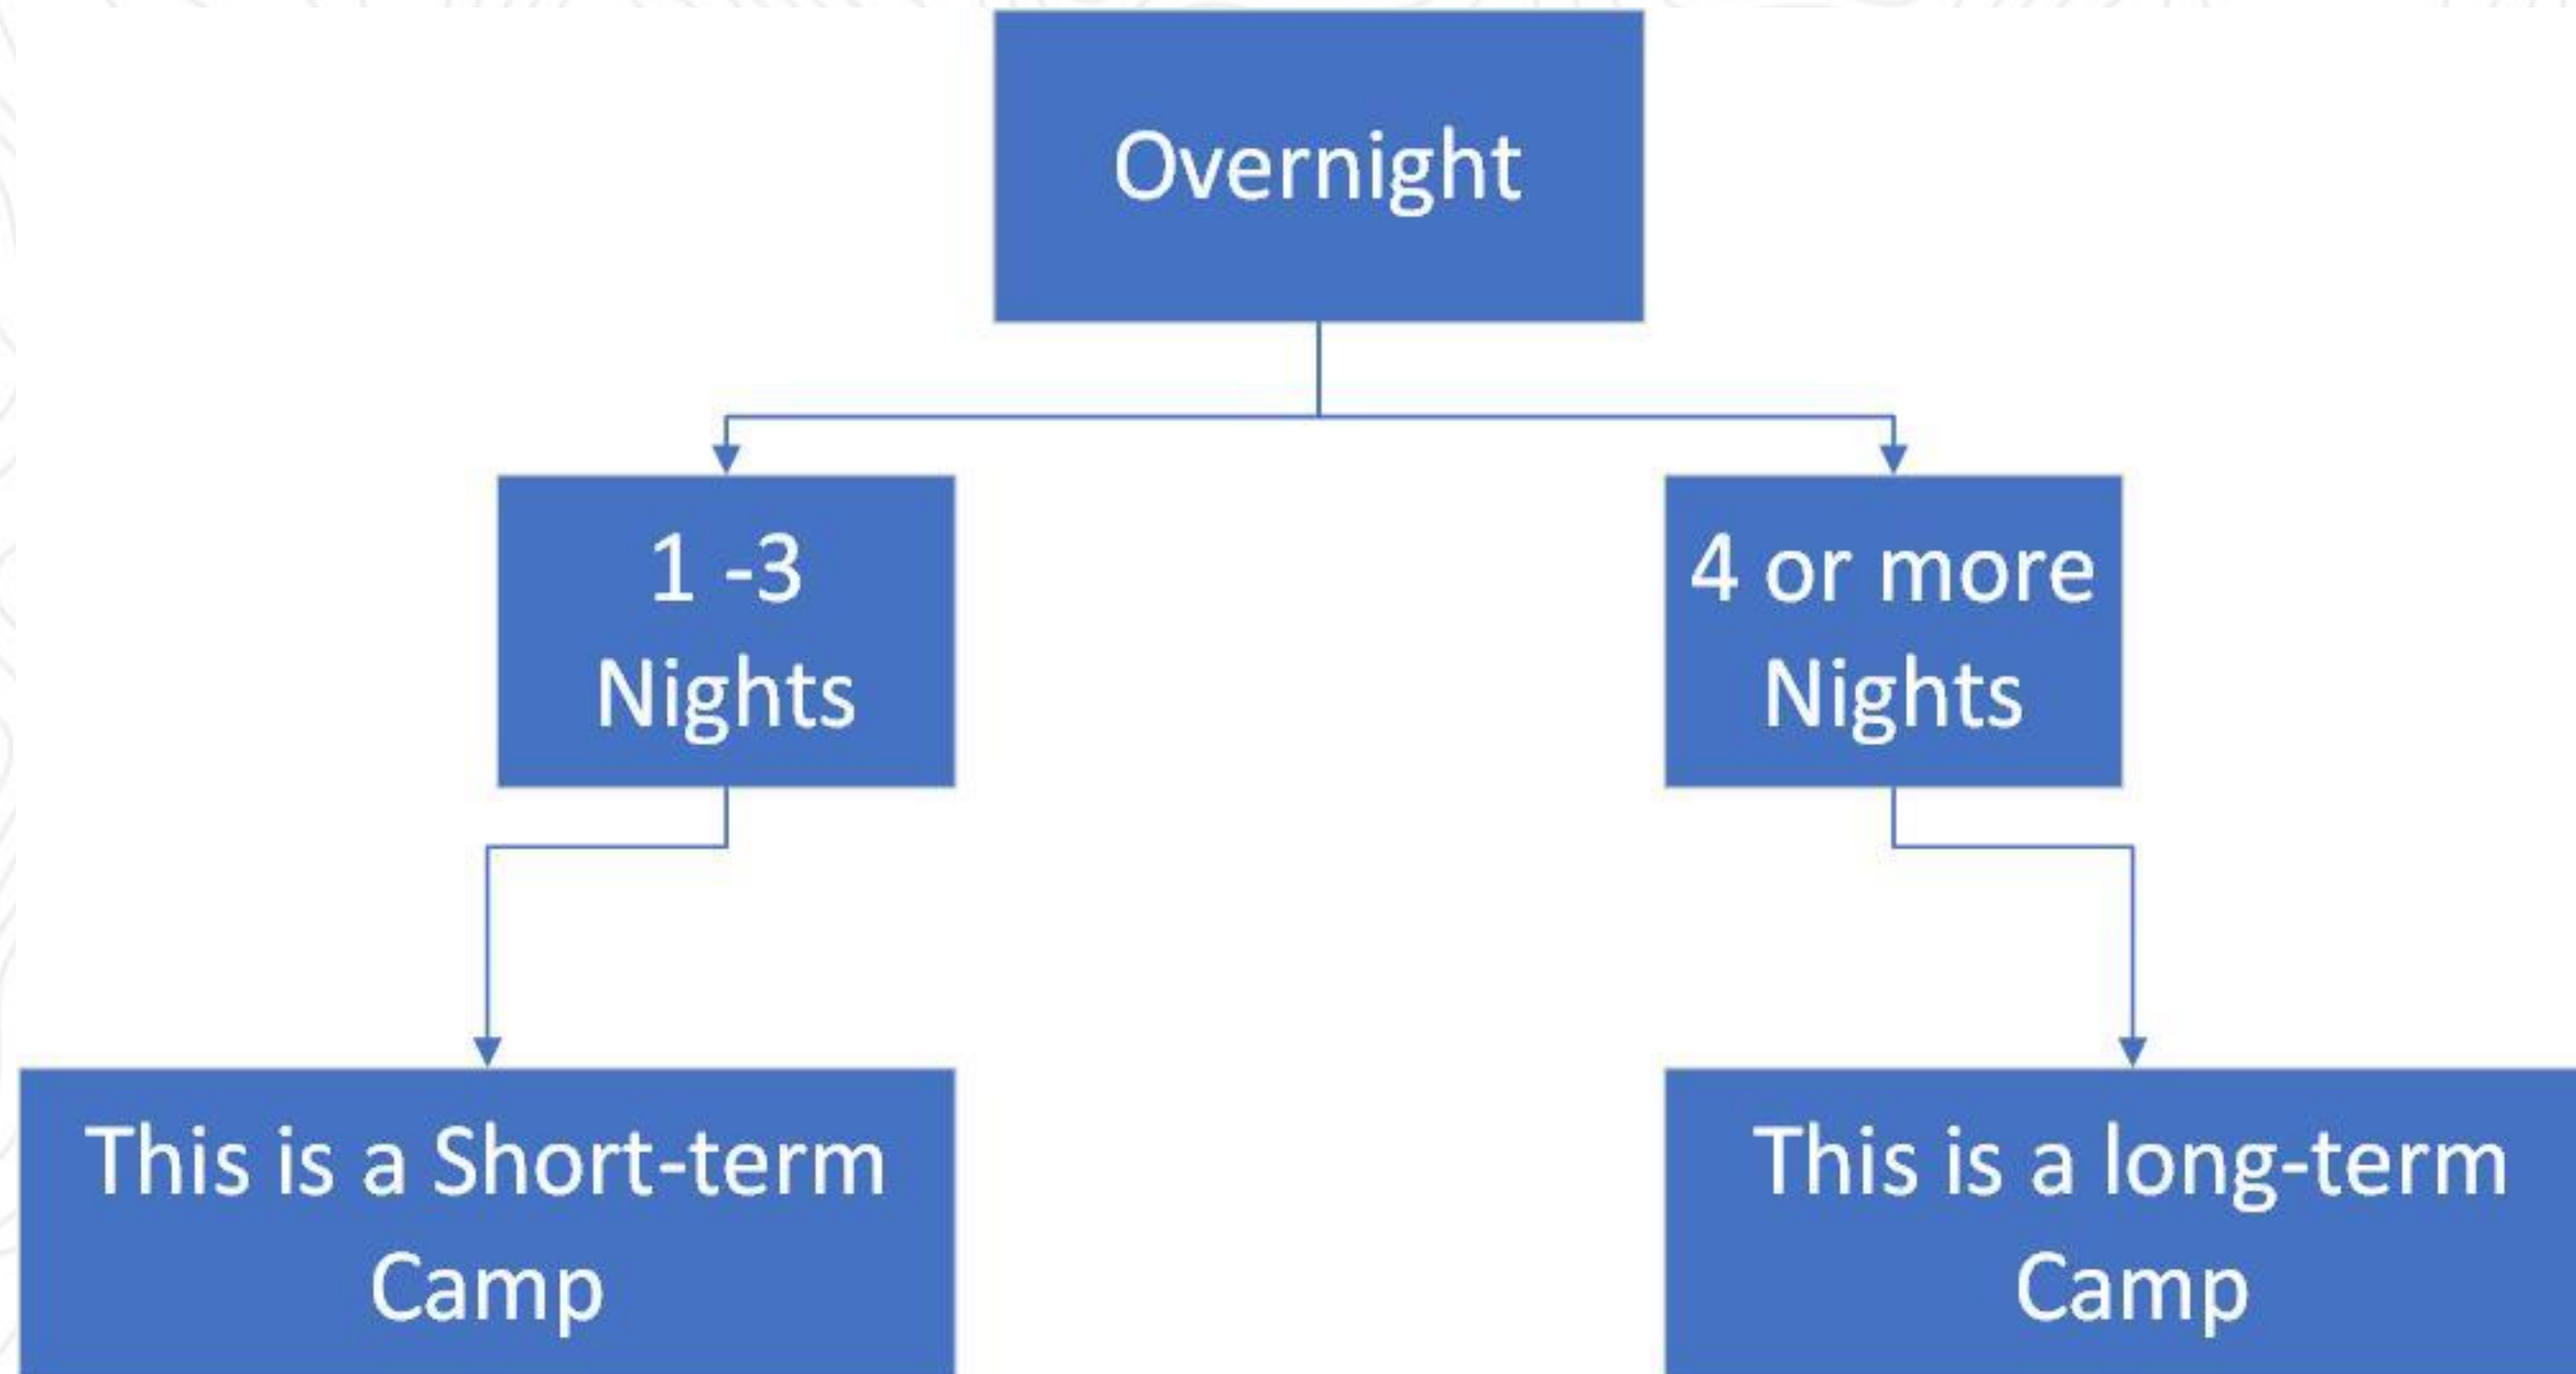 Overnight
1 -3
Nights
4 or more
Nights
This is a Short-term
Camp
This is a long-term
Camp